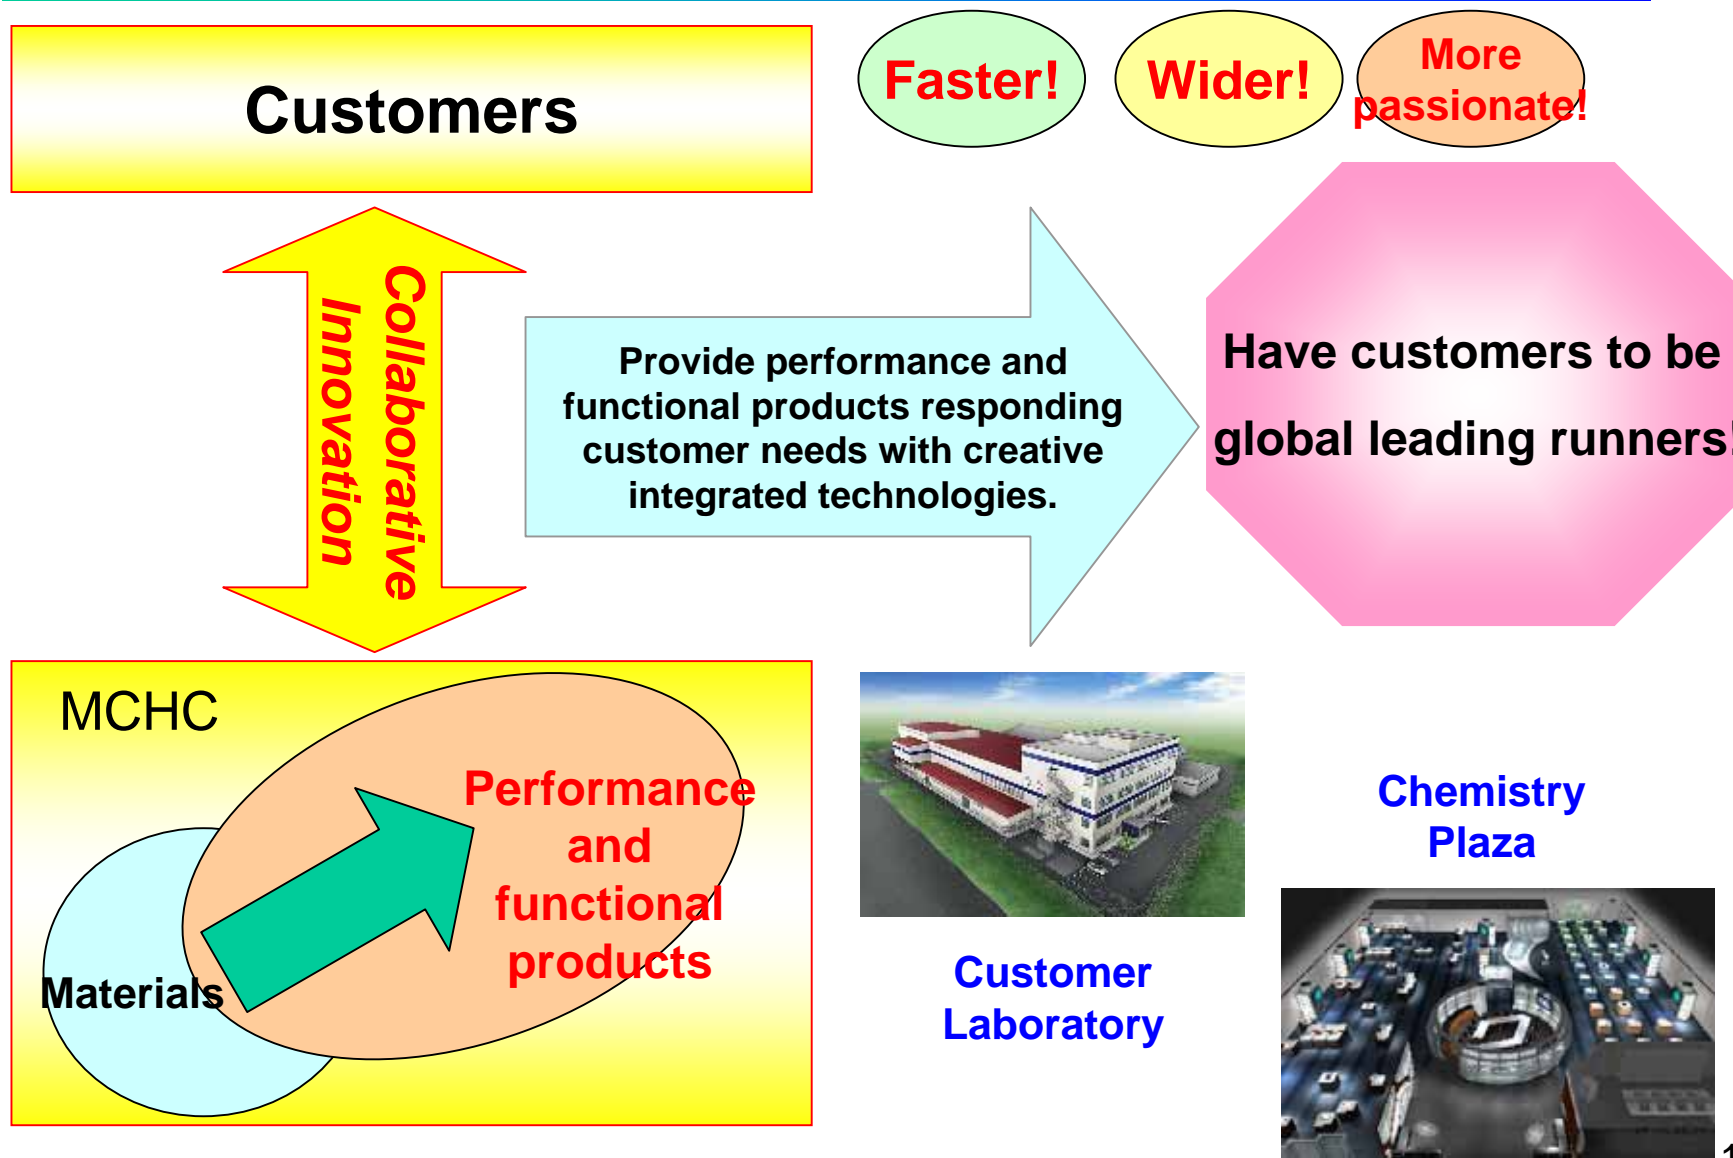 Customers
Faster!
Wider!
More
passionate!
Collaborative
Innovation
Provide performance and
functional products responding
customer needs with creative
integrated technologies.
Have customers to be
global leading runners!
MCHC
Performance
and
functional
products
Materials
Customer
Laboratory
Chemistry
Plaza